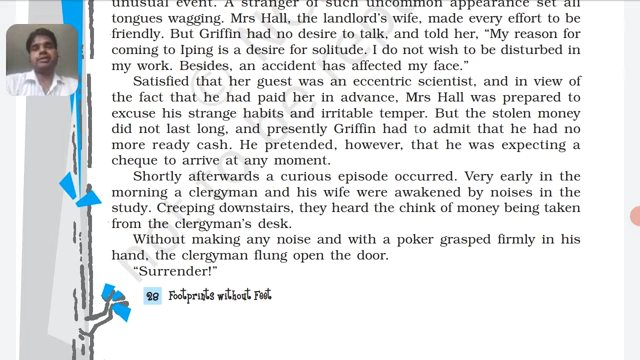 unusual event. A stranger of such uncommon appearance set all
tongues wagging. Mrs Hall, the landlord's wife, made every effort to be
friendly. But Griffin had no desire to talk, and told her, “My reason for
coming to Iping is a desire for solitude. I do not wish to be disturbed in
my work. Besides, an accident has affected my face.”
Satisfied that her guest was an eccentric scientist, and in view of
the fact that he had paid her in advance, Mrs Hall was prepared to
excuse his strange habits and irritable temper. But the stolen money
did not last long, and presently Griffin had to admit that he had no
more ready cash. He pretended, however, that he was expecting a
cheque to arrive at any moment.
Shortly afterwards a curious episode occurred. Very early in the
morning a clergyman and his wife were awakened by noises in the
study. Creeping downstairs, they heard the chink of money being taken
from the clergyman's desk.
Without making any noise and with a poker grasped firmly in his
hand, the clergyman flung open the door.
“Surrender!”
28 Footprints without Feet